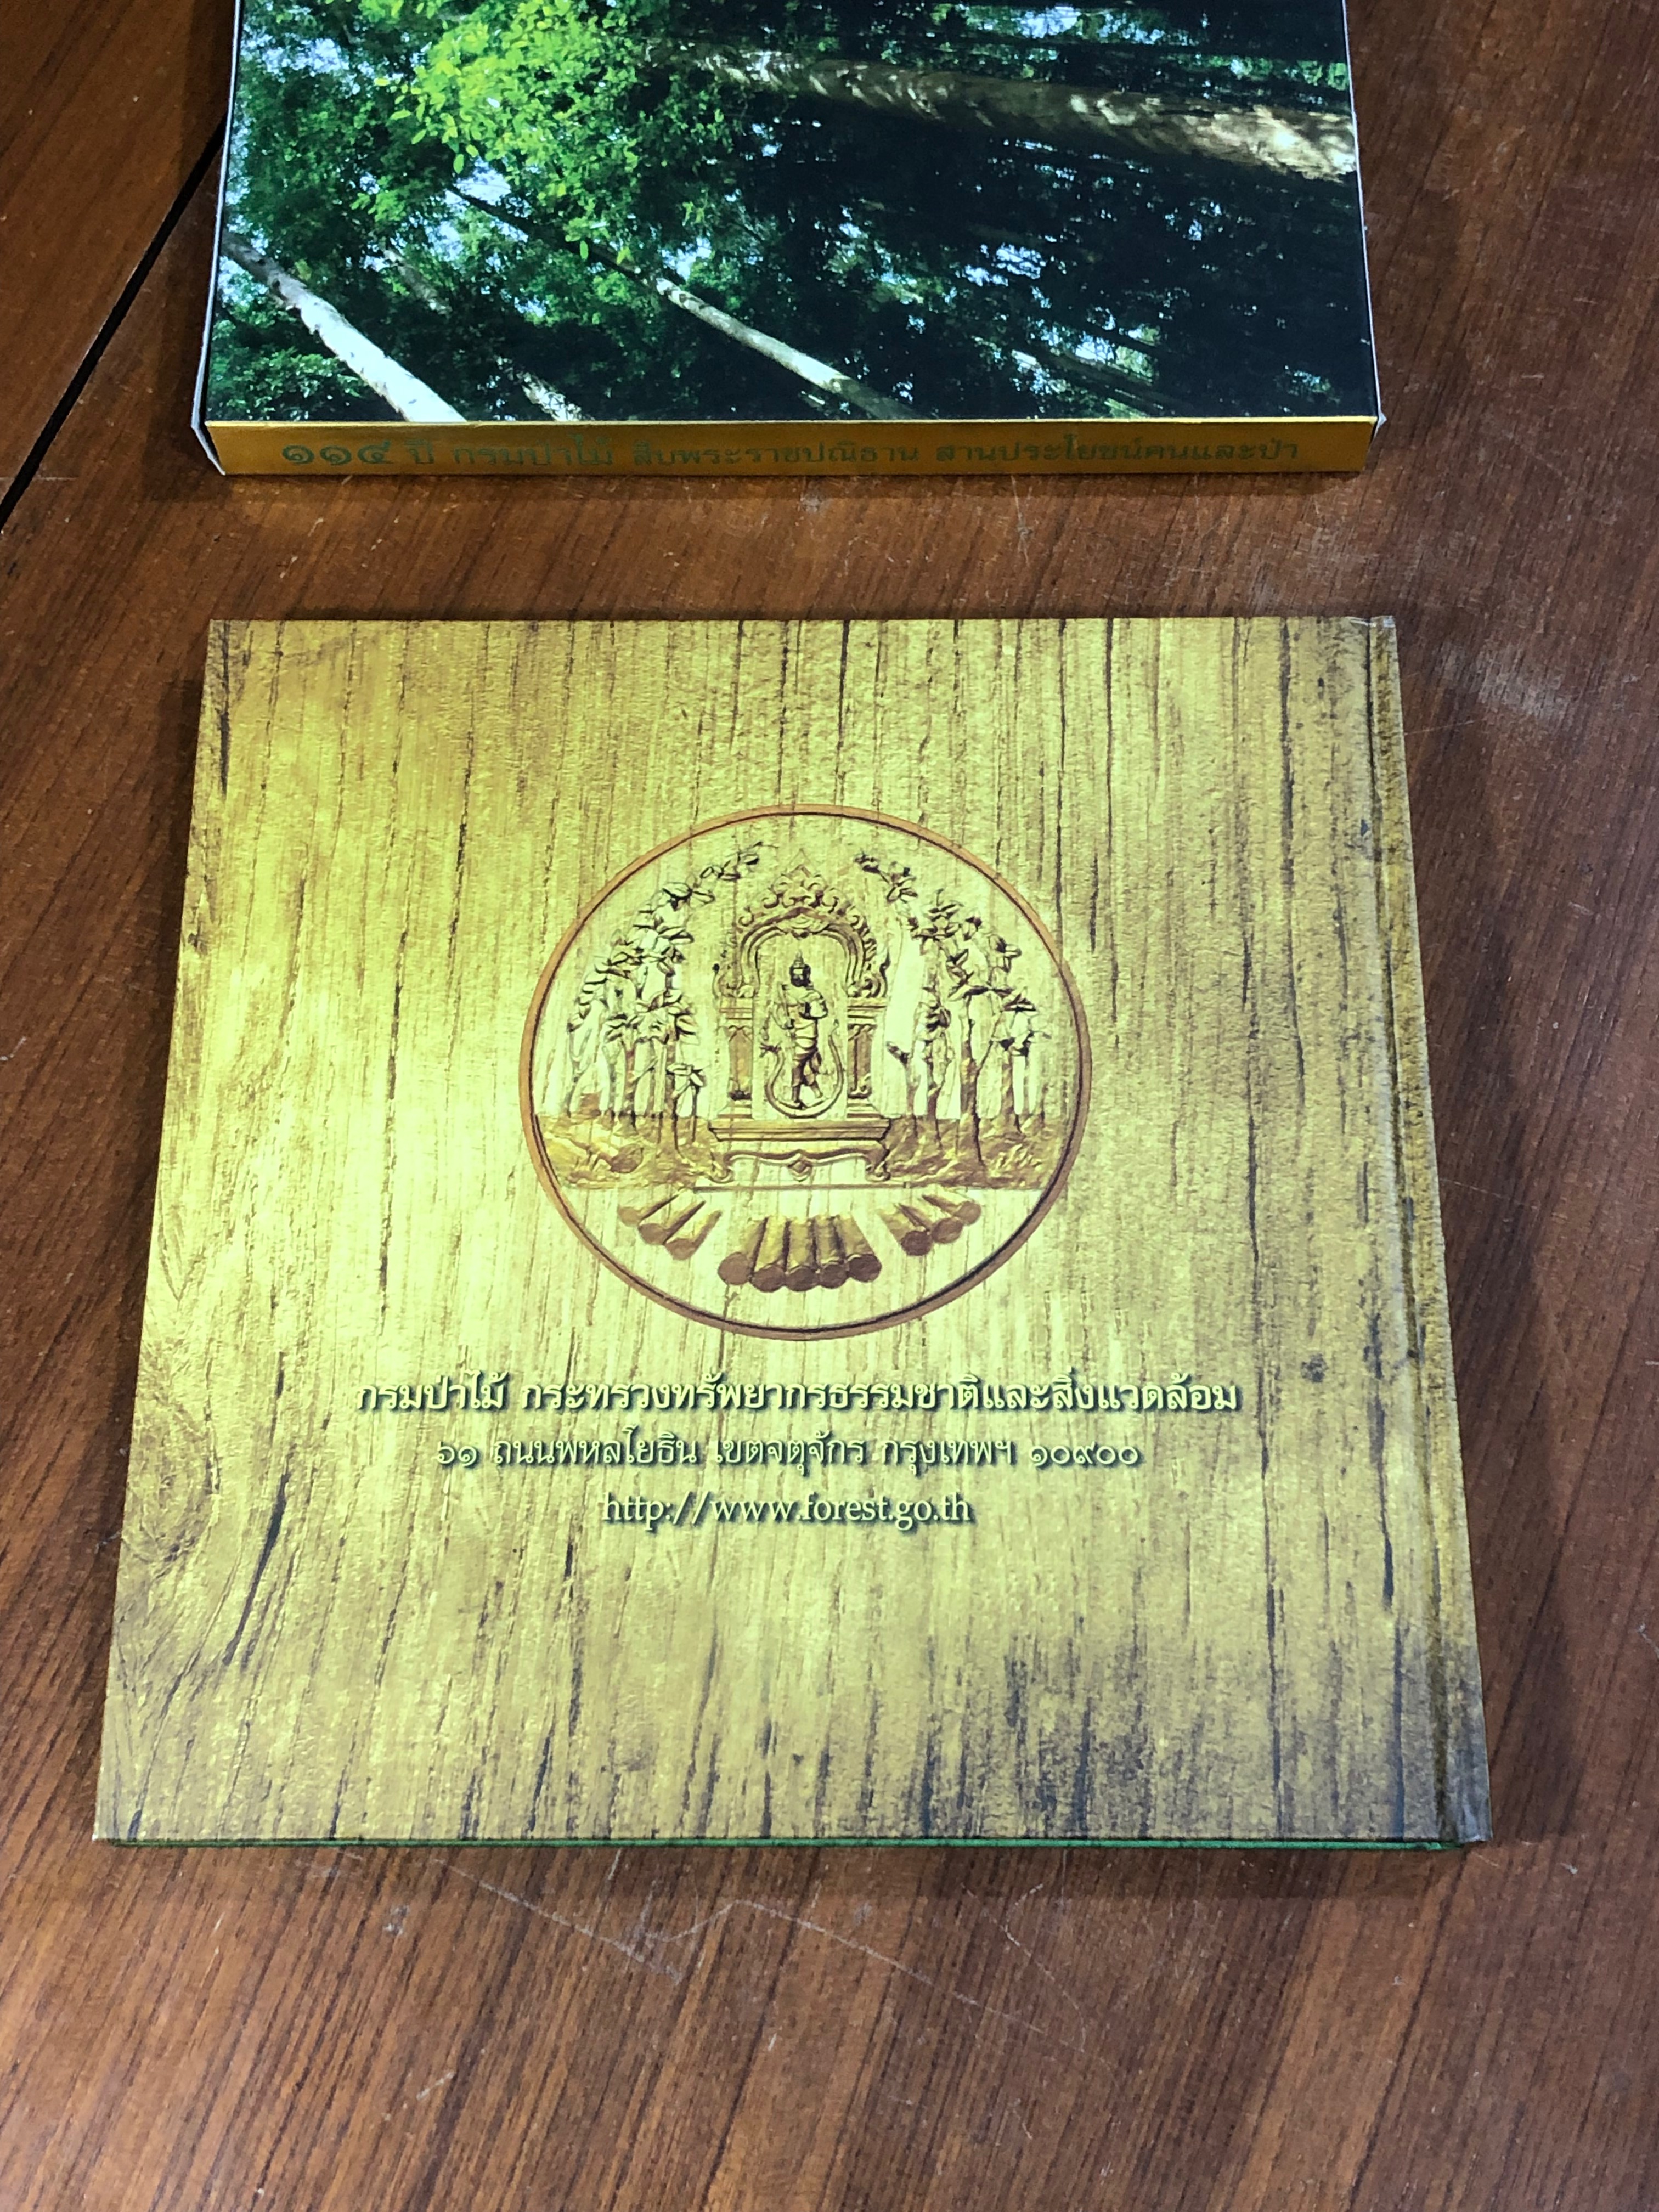 ๑๑๔ ปี กรมป่าไม้ สืบพระราชปณิธาน สานประโยชน์คนและป่า
กรมป่าไม้ กระทรวงทรัพยากรธรรมชาติและสิ่งแวดล้อม
๖๑ ถนนพหลโยธิน เขตจตุจักร กรุงเทพฯ ๑๐๙๐๐
http://www.forest.go.th